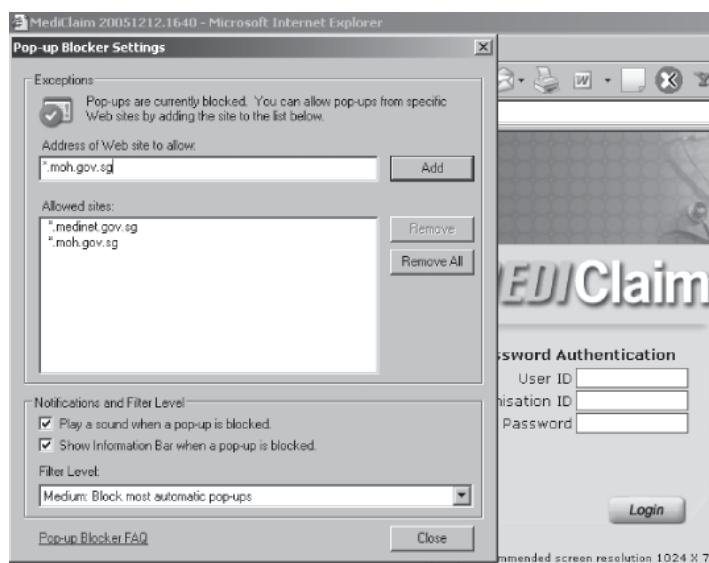 MediClaim 20051212.1640 - Microsoft Internet Explorer
Pop-up Blocker Settings
Exceptions
Pop-ups are currently blocked. You can allow pop-ups from specific
Web sites by adding the site to the list below.
Address of Web site to allow:
*.moh.gov.sg
Add
Allowed sites:
*.medinet.gov.sg
*.moh.gov.sg
Remove
Remove All
Notifications and Filter Level
Play a sound when a pop-up is blocked.
Show Information Bar when a pop-up is blocked.
Filter Level:
Medium: Block most automatic pop-ups
Pop-up Blocker FAQ
Close
EDIClaim
ssword Authentication
User ID
nisation ID
Password
Login
mmended screen resolution 1024 X 7